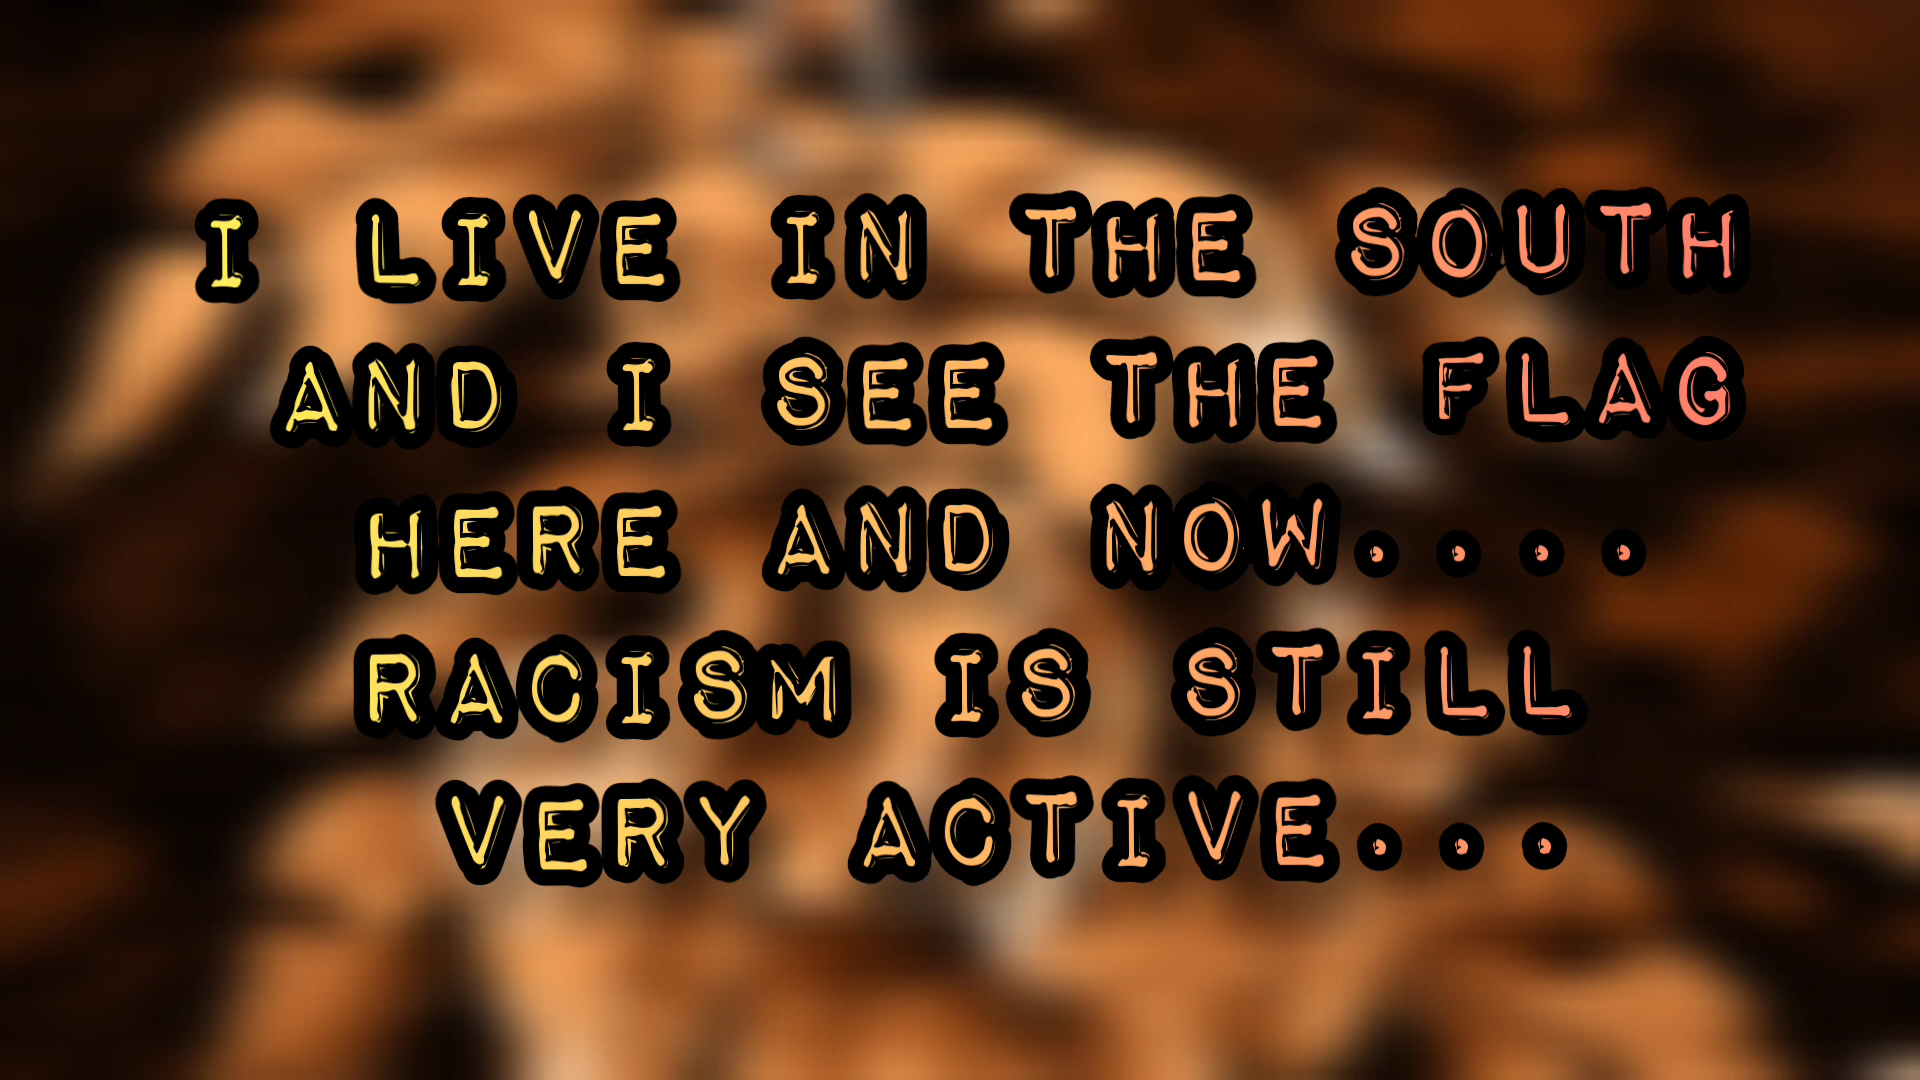 I LIVE IN THE SOUTH
AND I SEE THE FLAG
HERE AND NOW....
RACISM IS STILL
VERY ACTIVE...